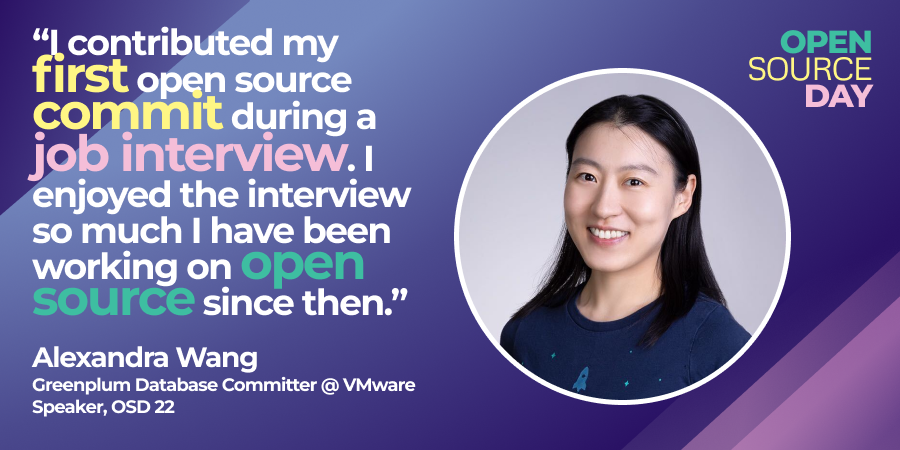 “I contributed my
first open source
commit during a
job interview. I
enjoyed the interview
so much I have been
working on open
source since then.”
Alexandra Wang
Greenplum Database Committer @ VMware
Speaker, OSD 22
OPEN
SOURCE
DAY